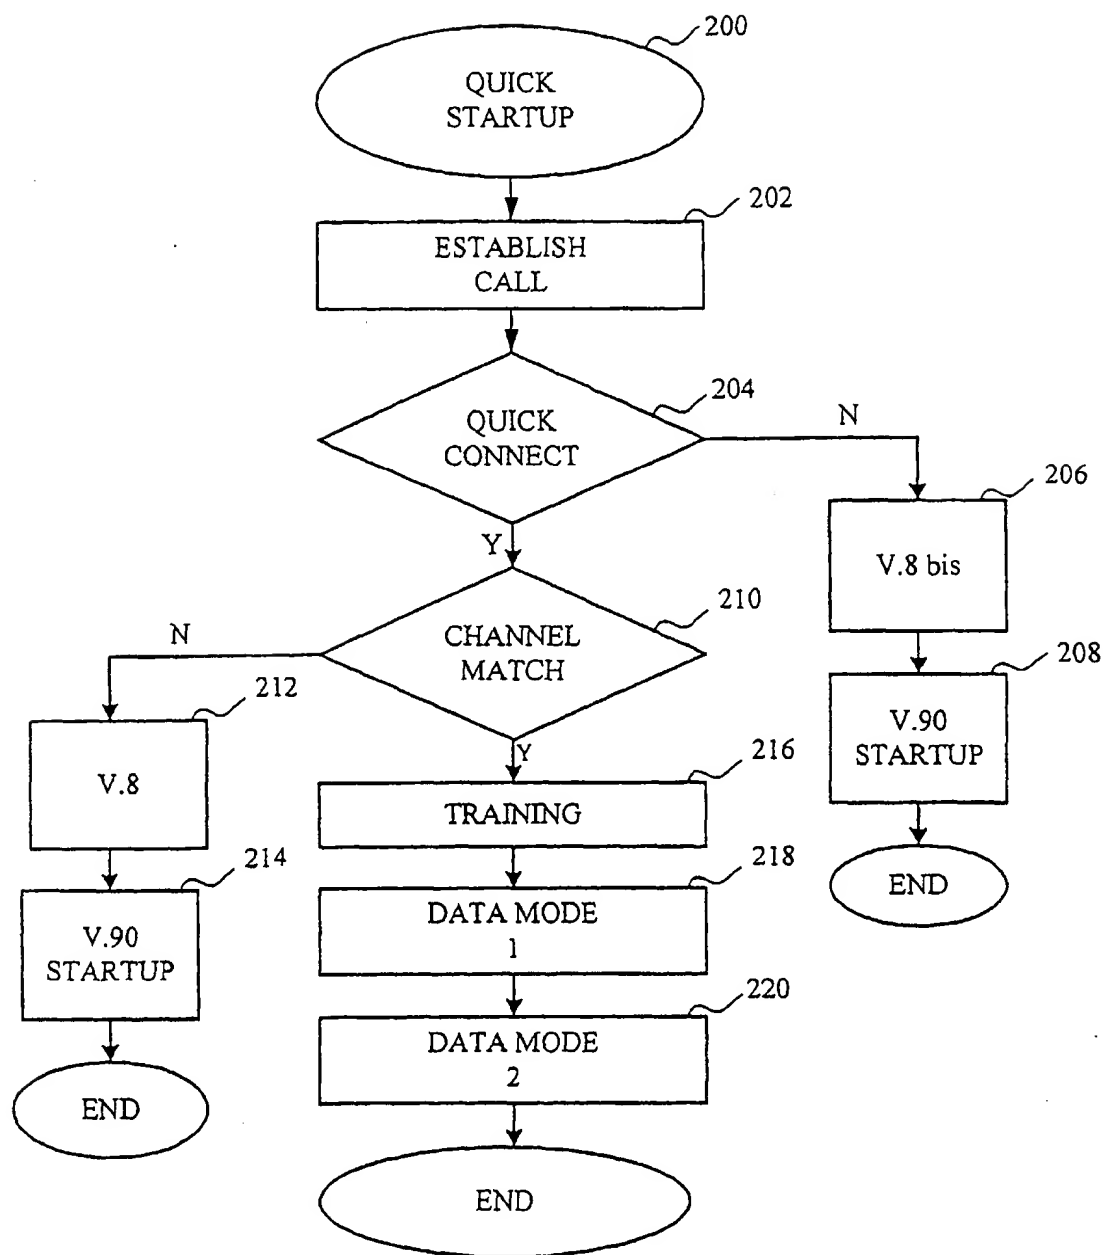 200
QUICK
STARTUP
202
ESTABLISH
CALL
204
QUICK
CONNECT
N
206
V.8 bis
Y
210
CHANNEL
MATCH
N
208
V.90
STARTUP
212
V.8
Y
216
TRAINING
END
214
V.90
STARTUP
218
DATA MODE
1
220
DATA MODE
2
END
END